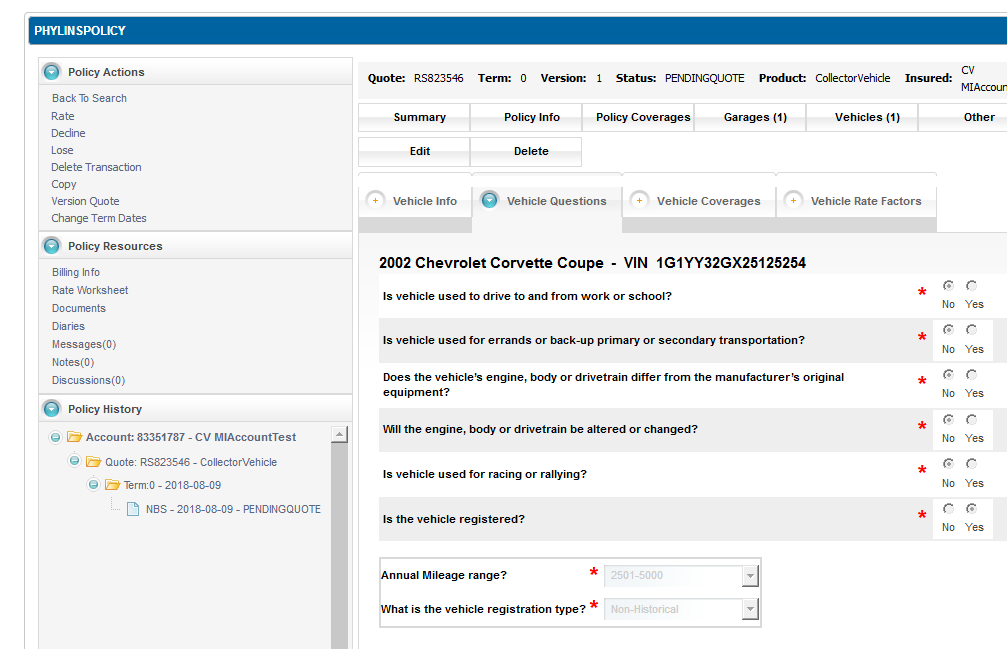 PHYLINSPOLICY
Policy Actions
Back To Search
Rate
Decline
Lose
Delete Transaction
Copy
Version Quote
Change Term Dates
Policy Resources
Billing Info
Rate Worksheet
Documents
Diaries
Messages(0)
Notes(0)
Discussions(0)
Policy History
Account: 83351787 - CV MIAccountTest
Quote: RS823546 - CollectorVehicle
Term:0 - 2018-08-09
NBS - 2018-08-09 - PENDINGQUOTE
Quote: RS823546 Term: 0 Version: 1 Status: PENDINGQUOTE Product: CollectorVehicle Insured: CV
MIAccoun
Summary Policy Info Policy Coverages Garages (1) Vehicles (1) Other
Edit Delete
Vehicle Info Vehicle Questions Vehicle Coverages Vehicle Rate Factors
2002 Chevrolet Corvette Coupe - VIN 1G1YY32GX25125254
Is vehicle used to drive to and from work or school? *
No Yes
Is vehicle used for errands or back-up primary or secondary transportation? *
No Yes
Does the vehicle's engine, body or drivetrain differ from the manufacturer's original *
equipment? No Yes
Will the engine, body or drivetrain be altered or changed? *
No Yes
Is vehicle used for racing or rallying? *
No Yes
Is the vehicle registered? *
No Yes
Annual Mileage range? * 2501-5000
What is the vehicle registration type? * Non-Historical